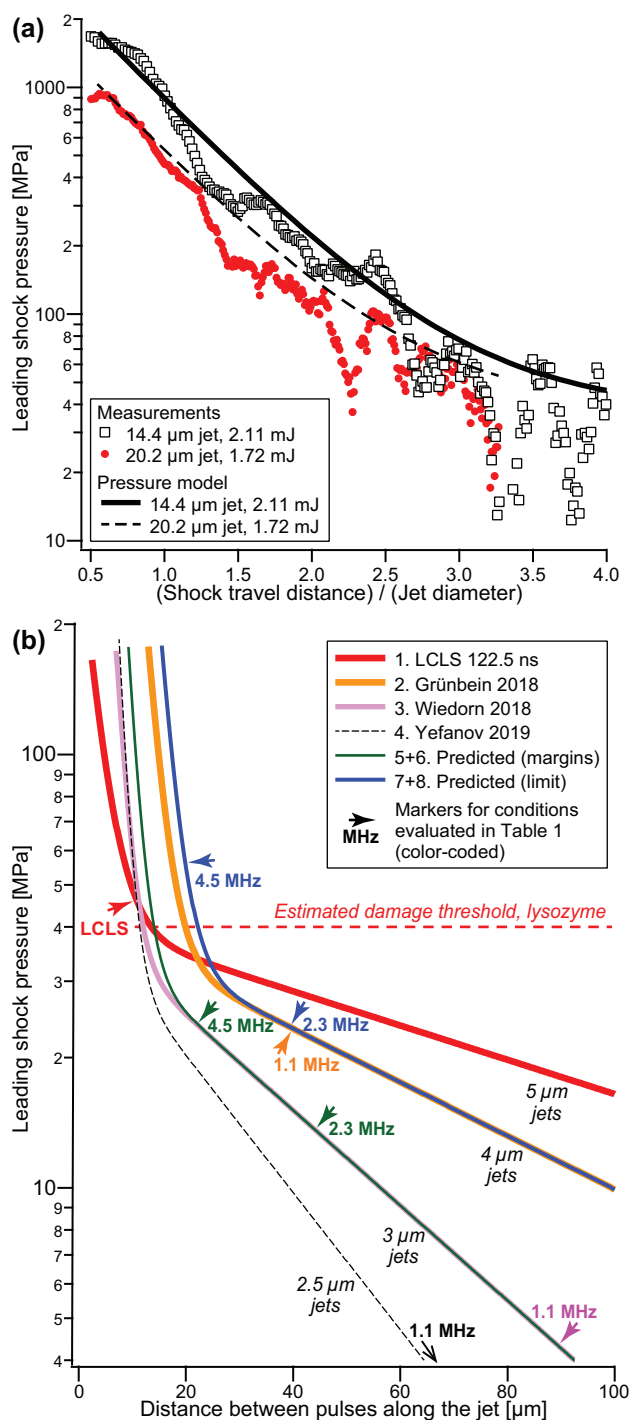 (a)
2
1000
8
6
4
2
100
8
6
4
2
10
Leading shock pressure [MPa]
Measurements
14.4 µm jet, 2.11 mJ
20.2 µm jet, 1.72 mJ
Pressure model
14.4 µm jet, 2.11 mJ
20.2 µm jet, 1.72 mJ
0.5 1.0 1.5 2.0 2.5 3.0 3.5 4.0
(Shock travel distance) / (Jet diameter)
(b)
2
100
9
8
7
6
5
4
3
2
10
9
8
7
6
5
4
Leading shock pressure [MPa]
1. LCLS 122.5 ns
2. Grünbein 2018
3. Wiedorn 2018
4. Yefanov 2019
5+6. Predicted (margins)
7+8. Predicted (limit)
MHz
Markers for conditions
evaluated in Table 1
(color-coded)
4.5 MHz
Estimated damage threshold, lysozyme
LCLS
4.5 MHz
2.3 MHz
1.1 MHz
2.3 MHz
5 µm
jets
4 µm
jets
3 µm
jets
2.5 µm
jets
1.1 MHz
1.1 MHz
0 20 40 60 80 100
Distance between pulses along the jet [µm]